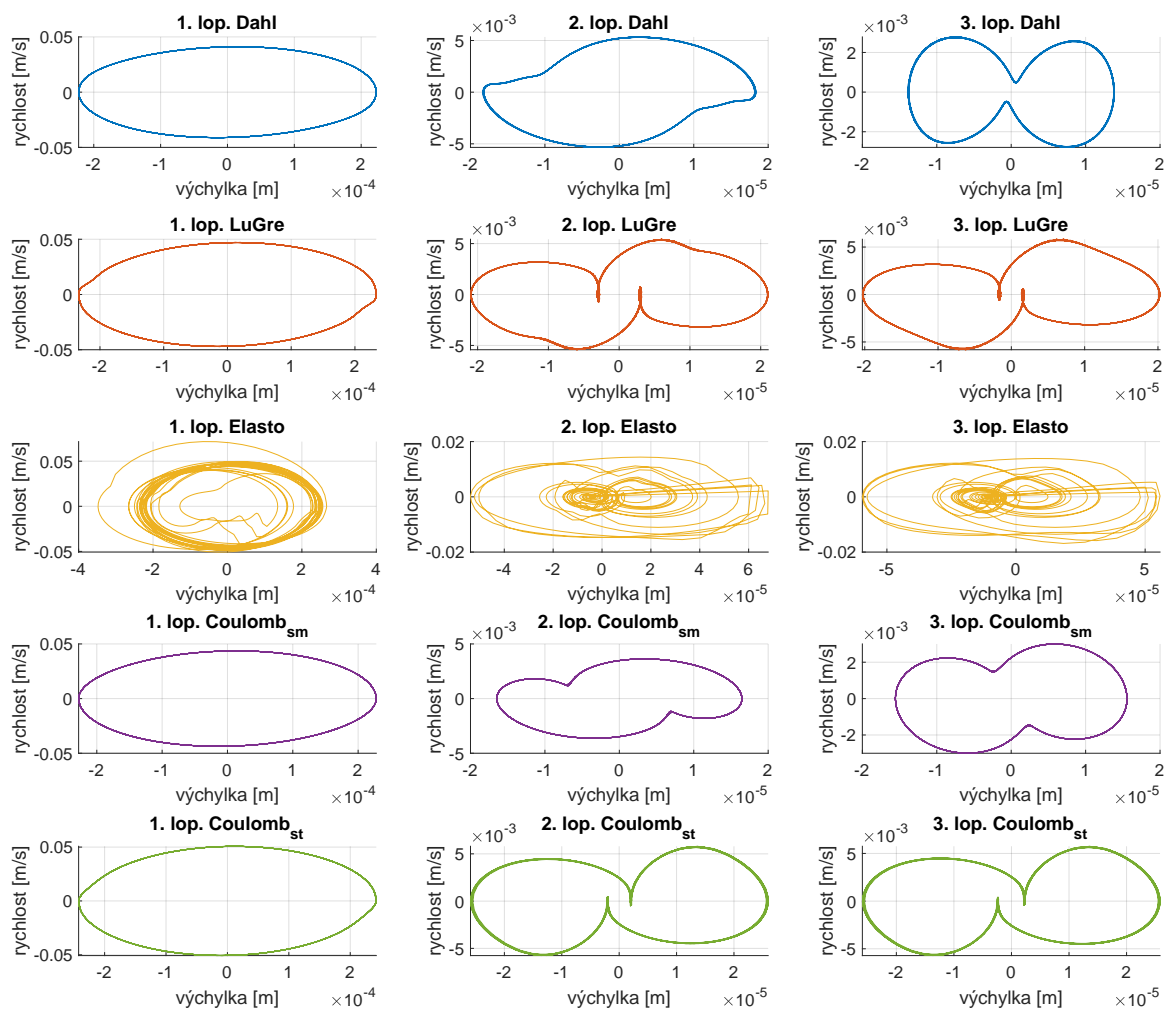 1. lop. Dahl
rychlost [m/s]
0.05
0
-0.05
-2 -1 0 1 2
výchylka [m]
×10⁻⁴
2. lop. Dahl
×10⁻³
rychlost [m/s]
5
0
-5
-2 -1 0 1 2
výchylka [m]
×10⁻⁵
3. lop. Dahl
×10⁻³
rychlost [m/s]
2
0
-2
-2 -1 0 1 2
výchylka [m]
×10⁻⁵
1. lop. LuGre
rychlost [m/s]
0.05
0
-0.05
-2 -1 0 1 2
výchylka [m]
×10⁻⁴
2. lop. LuGre
×10⁻³
rychlost [m/s]
5
0
-5
-2 -1 0 1 2
výchylka [m]
×10⁻⁵
3. lop. LuGre
×10⁻³
rychlost [m/s]
5
0
-5
-2 -1 0 1 2
výchylka [m]
×10⁻⁵
1. lop. Elasto
rychlost [m/s]
0.05
0
-0.05
-4 -2 0 2 4
výchylka [m]
×10⁻⁴
2. lop. Elasto
rychlost [m/s]
0.02
0
-0.02
-4 -2 0 2 4 6
výchylka [m]
×10⁻⁵
3. lop. Elasto
rychlost [m/s]
0.02
0
-0.02
-5 0 5
výchylka [m]
×10⁻⁵
1. lop. Coulomb_sm
rychlost [m/s]
0.05
0
-0.05
-2 -1 0 1 2
výchylka [m]
×10⁻⁴
2. lop. Coulomb_sm
×10⁻³
rychlost [m/s]
5
0
-5
-2 -1 0 1 2
výchylka [m]
×10⁻⁵
3. lop. Coulomb_sm
×10⁻³
rychlost [m/s]
2
0
-2
-2 -1 0 1 2
výchylka [m]
×10⁻⁵
1. lop. Coulomb_st
rychlost [m/s]
0.05
0
-0.05
-2 -1 0 1 2
výchylka [m]
×10⁻⁴
2. lop. Coulomb_st
×10⁻³
rychlost [m/s]
5
0
-5
-2 -1 0 1 2
výchylka [m]
×10⁻⁵
3. lop. Coulomb_st
×10⁻³
rychlost [m/s]
5
0
-5
-2 -1 0 1 2
výchylka [m]
×10⁻⁵